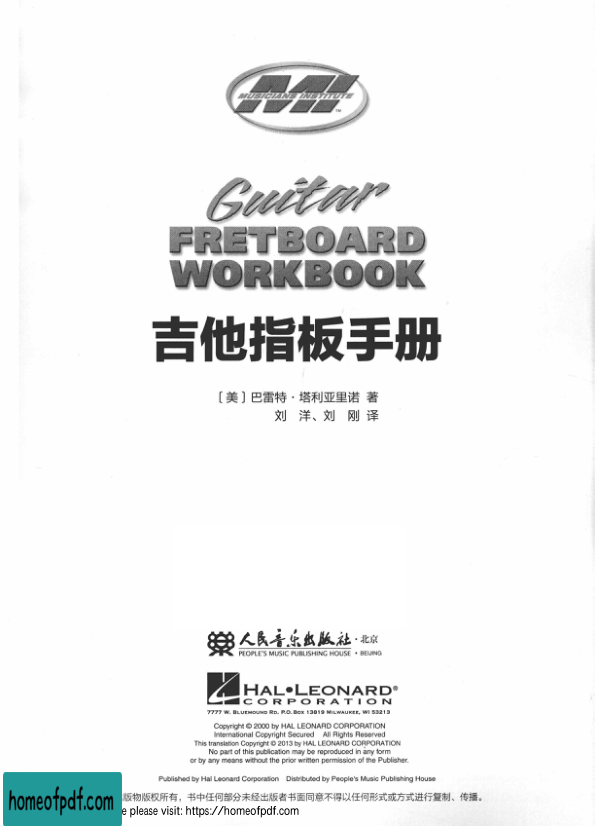 MI
MUSICIANS INSTITUTE
TM
Guitar
FRETBOARD
WORKBOOK
吉他指板手册
［美］巴雷特·塔利亚里诺 著
刘 洋、刘 刚 译
人民音乐出版社·北京
PEOPLE'S MUSIC PUBLISHING HOUSE • BEIJING
HAL•LEONARD®
CORPORATION
7777 W. BLUEMOUND RD. P.O. BOX 13819 MILWAUKEE, WI 53213
Copyright © 2000 by HAL LEONARD CORPORATION
International Copyright Secured All Rights Reserved
This translation Copyright © 2013 by HAL LEONARD CORPORATION
No part of this publication may be reproduced in any form
or by any means without the prior written permission of the Publisher.
Published by Hal Leonard Corporation Distributed by People's Music Publishing House
版物版权所有，书中任何部分未经出版者书面同意不得以任何形式或方式进行复制、传播。
homeofpdf.com
e please visit: https://homeofpdf.com